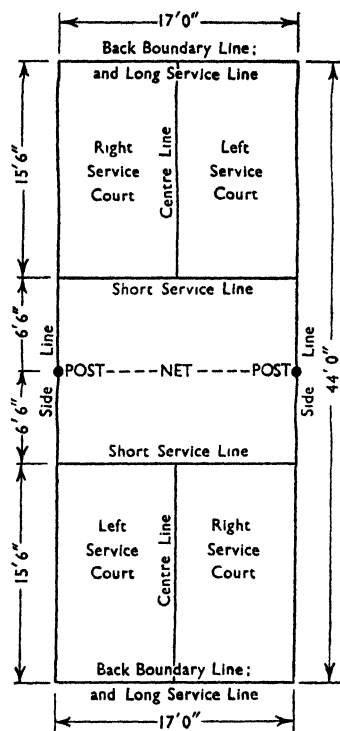 17'0"
Back Boundary Line;
and Long Service Line
Right
Service
Court
Centre Line
Left
Service
Court
15'6"
Short Service Line
6'6"
Side Line
POST----NET----POST
Side Line
44'0"
6'6"
Short Service Line
Left
Service
Court
Centre Line
Right
Service
Court
15'6"
Back Boundary Line;
and Long Service Line
17'0"